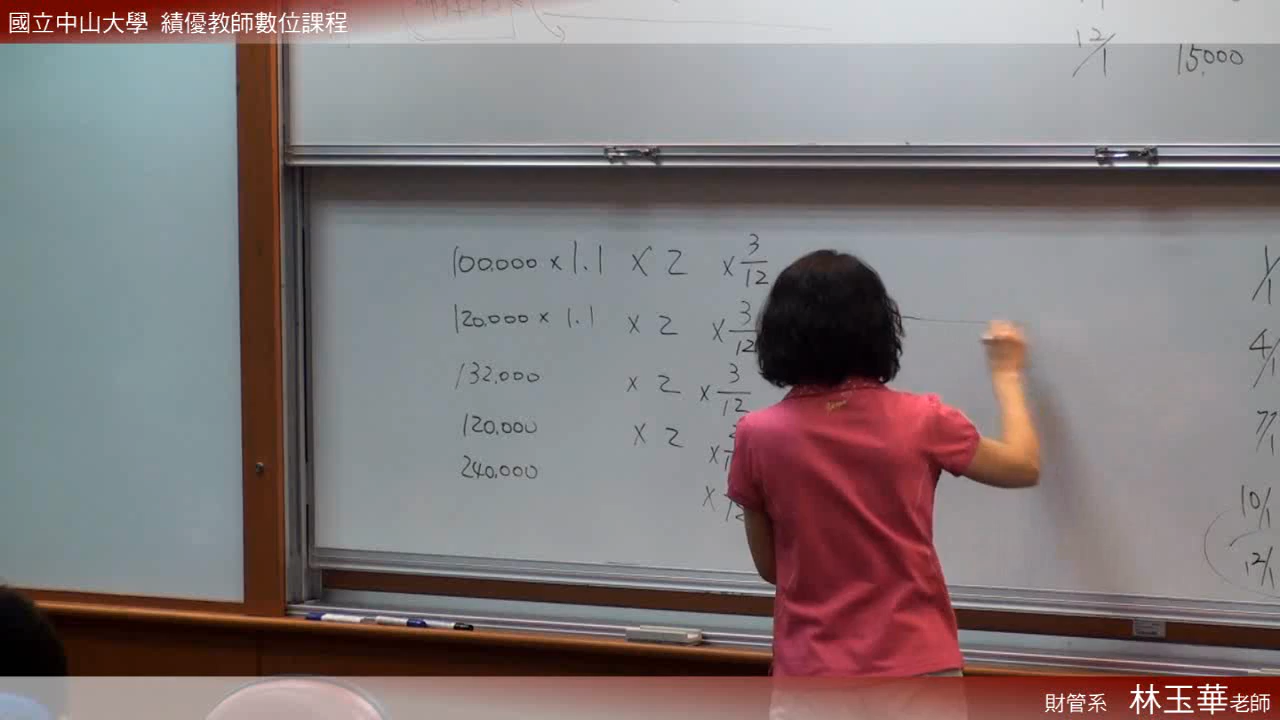 國立中山大學 績優教師數位課程
12/1 15,000
100,000 × 1.1 × 2 × 3/12
120,000 × 1.1 × 2 × 3/12
132,000 × 2 × 3/12
120,000 × 2 ×
240,000 ×
1/1
4/
7/1
10/1
12/1
財管系 林玉華老師